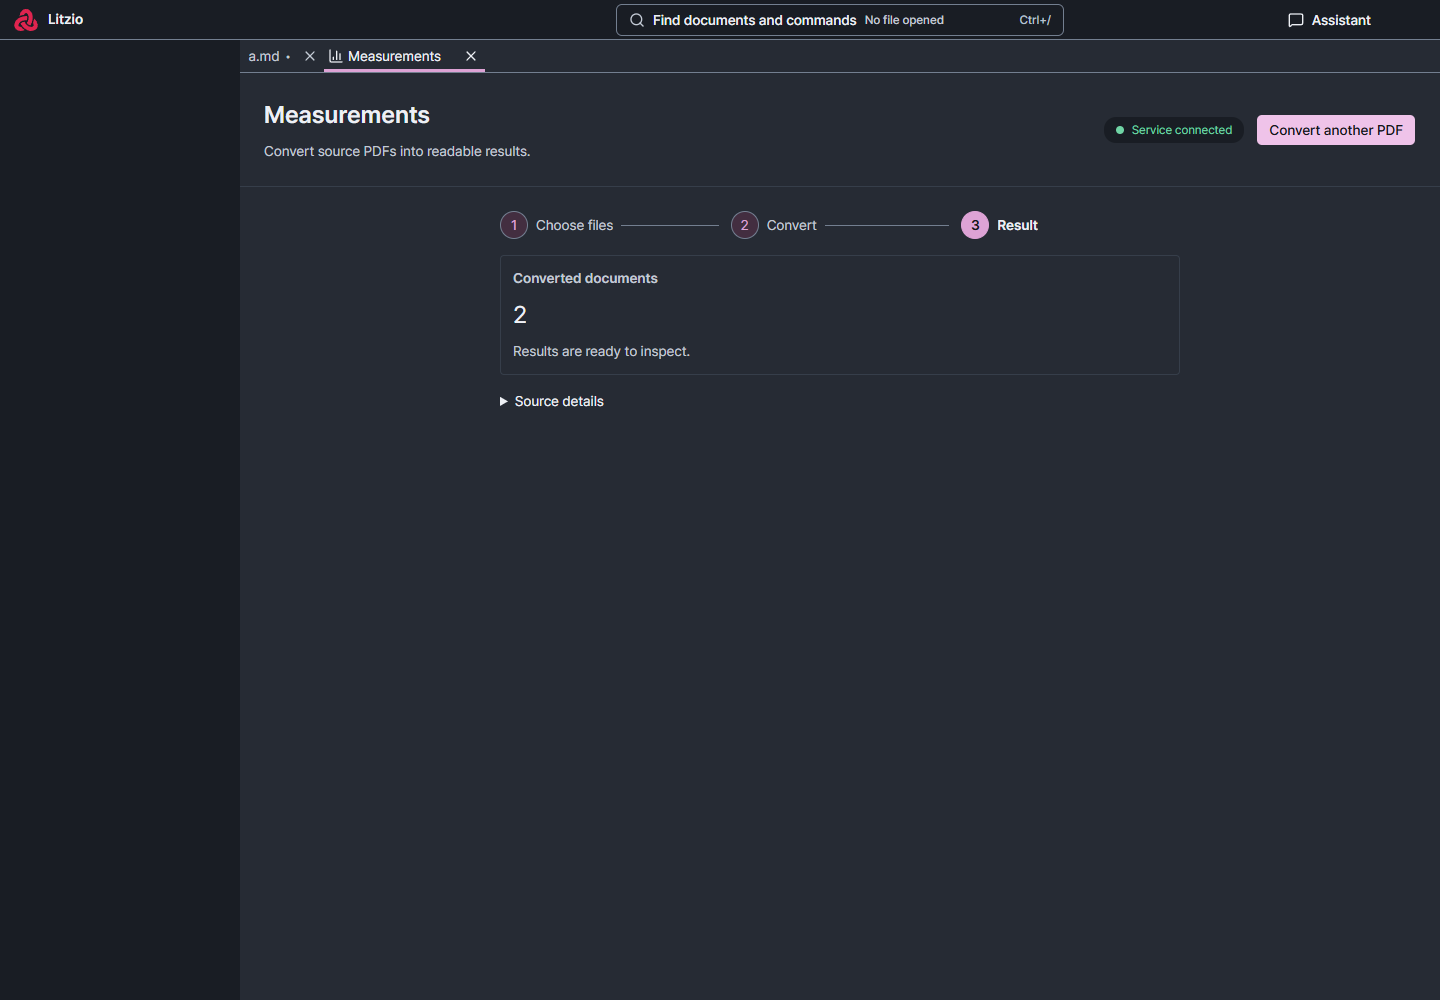 Litzio
Find documents and commands No file opened Ctrl+/
Assistant
a.md •
Measurements
Measurements
Convert source PDFs into readable results.
Service connected
Convert another PDF
1 Choose files
2 Convert
3 Result
Converted documents
2
Results are ready to inspect.
Source details